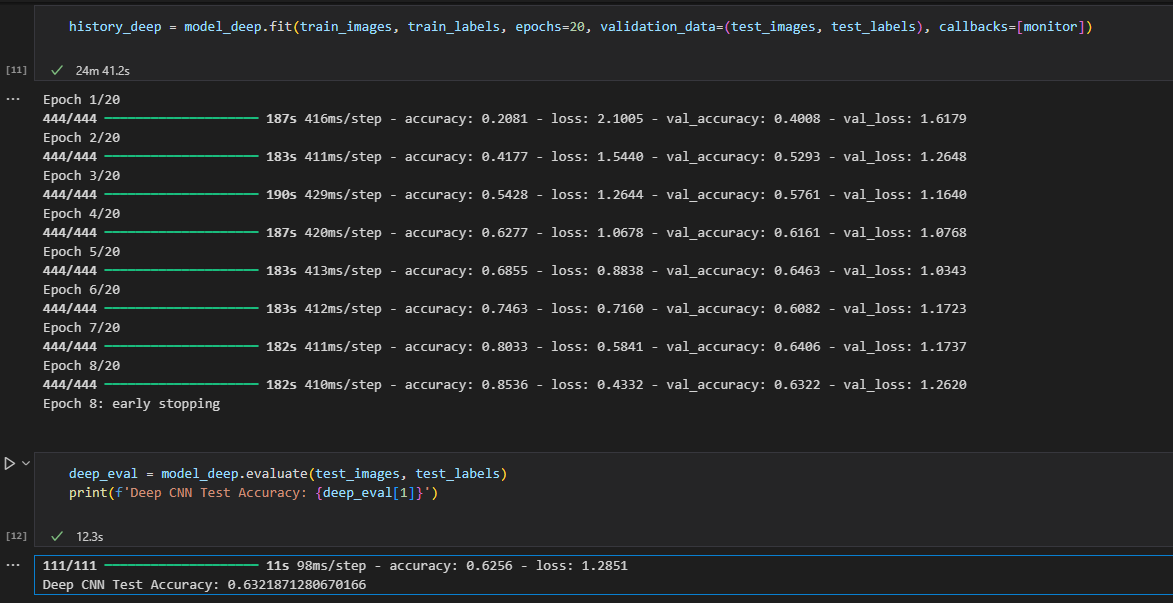 history_deep = model_deep.fit(train_images, train_labels, epochs=20, validation_data=(test_images, test_labels), callbacks=[monitor])
[11] ✓ 24m 41.2s
... Epoch 1/20
444/444 ━━━━━━━━━━━━━━━━━━━━ 187s 416ms/step - accuracy: 0.2081 - loss: 2.1005 - val_accuracy: 0.4008 - val_loss: 1.6179
Epoch 2/20
444/444 ━━━━━━━━━━━━━━━━━━━━ 183s 411ms/step - accuracy: 0.4177 - loss: 1.5440 - val_accuracy: 0.5293 - val_loss: 1.2648
Epoch 3/20
444/444 ━━━━━━━━━━━━━━━━━━━━ 190s 429ms/step - accuracy: 0.5428 - loss: 1.2644 - val_accuracy: 0.5761 - val_loss: 1.1640
Epoch 4/20
444/444 ━━━━━━━━━━━━━━━━━━━━ 187s 420ms/step - accuracy: 0.6277 - loss: 1.0678 - val_accuracy: 0.6161 - val_loss: 1.0768
Epoch 5/20
444/444 ━━━━━━━━━━━━━━━━━━━━ 183s 413ms/step - accuracy: 0.6855 - loss: 0.8838 - val_accuracy: 0.6463 - val_loss: 1.0343
Epoch 6/20
444/444 ━━━━━━━━━━━━━━━━━━━━ 183s 412ms/step - accuracy: 0.7463 - loss: 0.7160 - val_accuracy: 0.6082 - val_loss: 1.1723
Epoch 7/20
444/444 ━━━━━━━━━━━━━━━━━━━━ 182s 411ms/step - accuracy: 0.8033 - loss: 0.5841 - val_accuracy: 0.6406 - val_loss: 1.1737
Epoch 8/20
444/444 ━━━━━━━━━━━━━━━━━━━━ 182s 410ms/step - accuracy: 0.8536 - loss: 0.4332 - val_accuracy: 0.6322 - val_loss: 1.2620
Epoch 8: early stopping
deep_eval = model_deep.evaluate(test_images, test_labels)
print(f'Deep CNN Test Accuracy: {deep_eval[1]}')
[12] ✓ 12.3s
... 111/111 ━━━━━━━━━━━━━━━━━━━━ 11s 98ms/step - accuracy: 0.6256 - loss: 1.2851
Deep CNN Test Accuracy: 0.6321871280670166